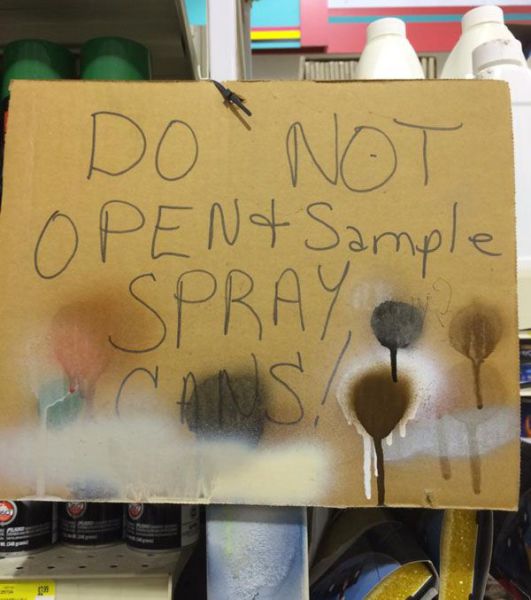 DO NOT
OPEN & Sample
SPRAY
CANS!